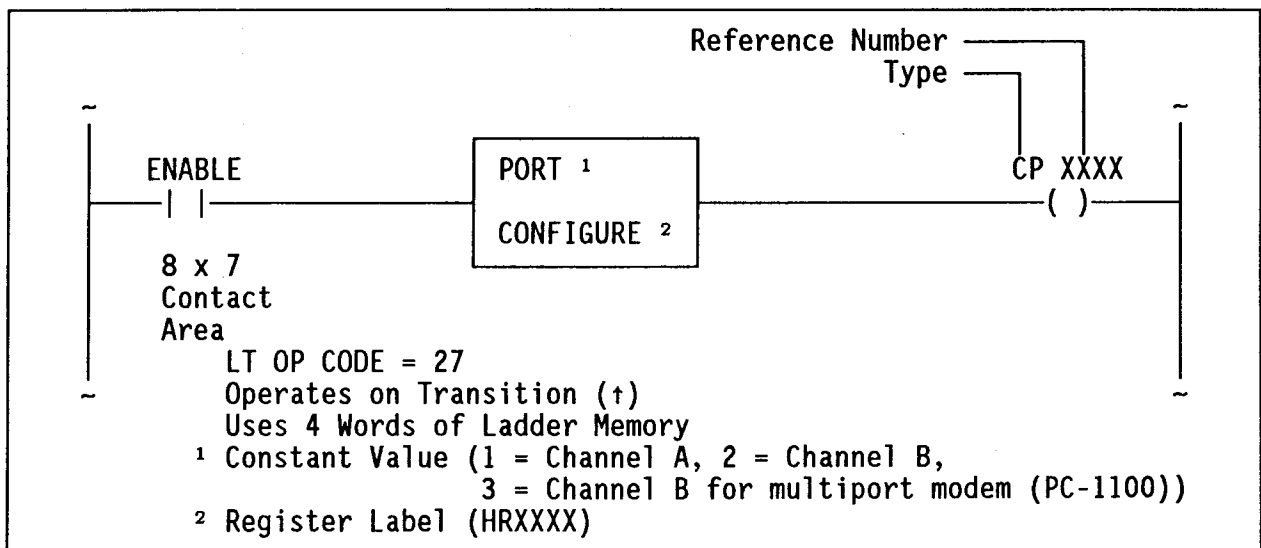 Reference Number
Type
ENABLE
PORT ¹
CONFIGURE ²
CP XXXX
( )
8 x 7
Contact
Area
LT OP CODE = 27
Operates on Transition (↑)
Uses 4 Words of Ladder Memory
¹ Constant Value (1 = Channel A, 2 = Channel B,
3 = Channel B for multiport modem (PC-1100))
² Register Label (HRXXXX)